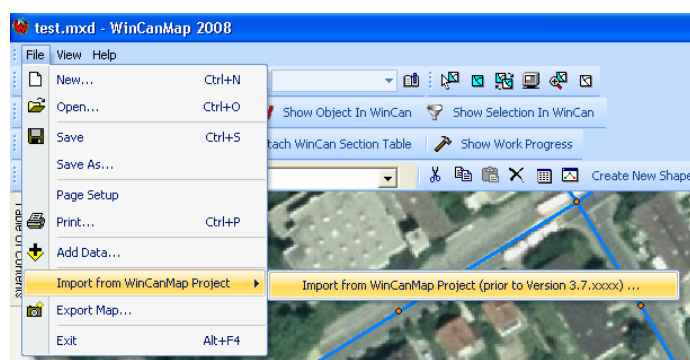 test.mxd - WinCanMap 2008
File View Help
New... Ctrl+N
Open... Ctrl+O
Show Object In WinCan Show Selection In WinCan
Save Ctrl+S
tach WinCan Section Table Show Work Progress
Save As...
Create New Shape
Page Setup
Print... Ctrl+P
Table Of Contents
Add Data...
Import from WinCanMap Project Import from WinCanMap Project (prior to Version 3.7.xxxx) ...
Export Map...
Exit Alt+F4